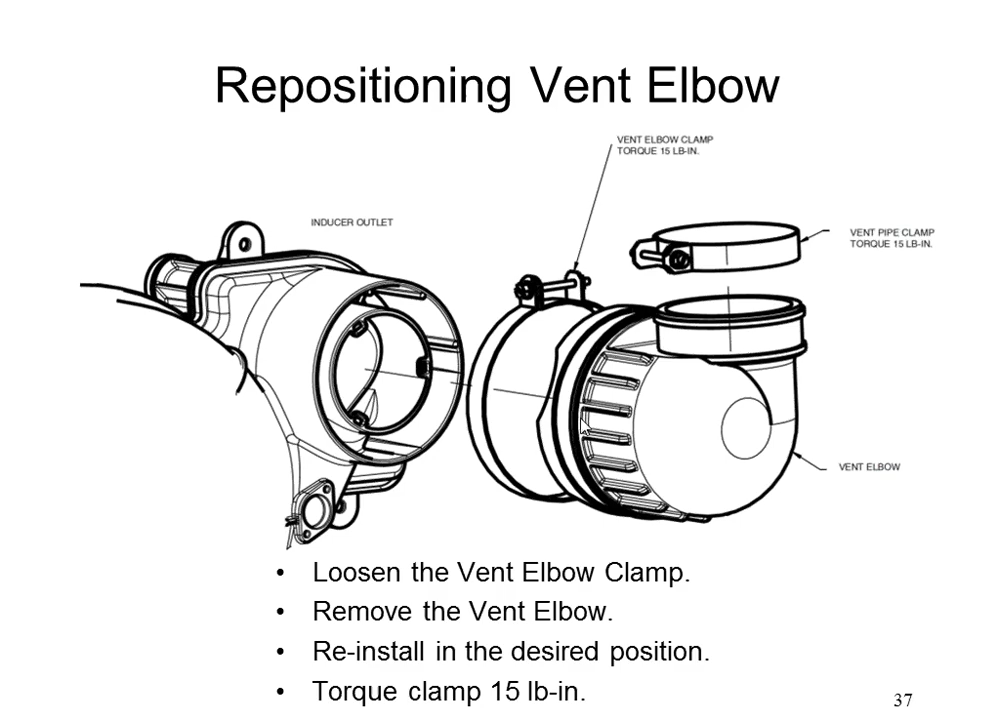 Repositioning Vent Elbow
VENT ELBOW CLAMP
TORQUE 15 LB-IN.
INDUCER OUTLET
VENT PIPE CLAMP
TORQUE 15 LB-IN.
VENT ELBOW
• Loosen the Vent Elbow Clamp.
• Remove the Vent Elbow.
• Re-install in the desired position.
• Torque clamp 15 lb-in.
37